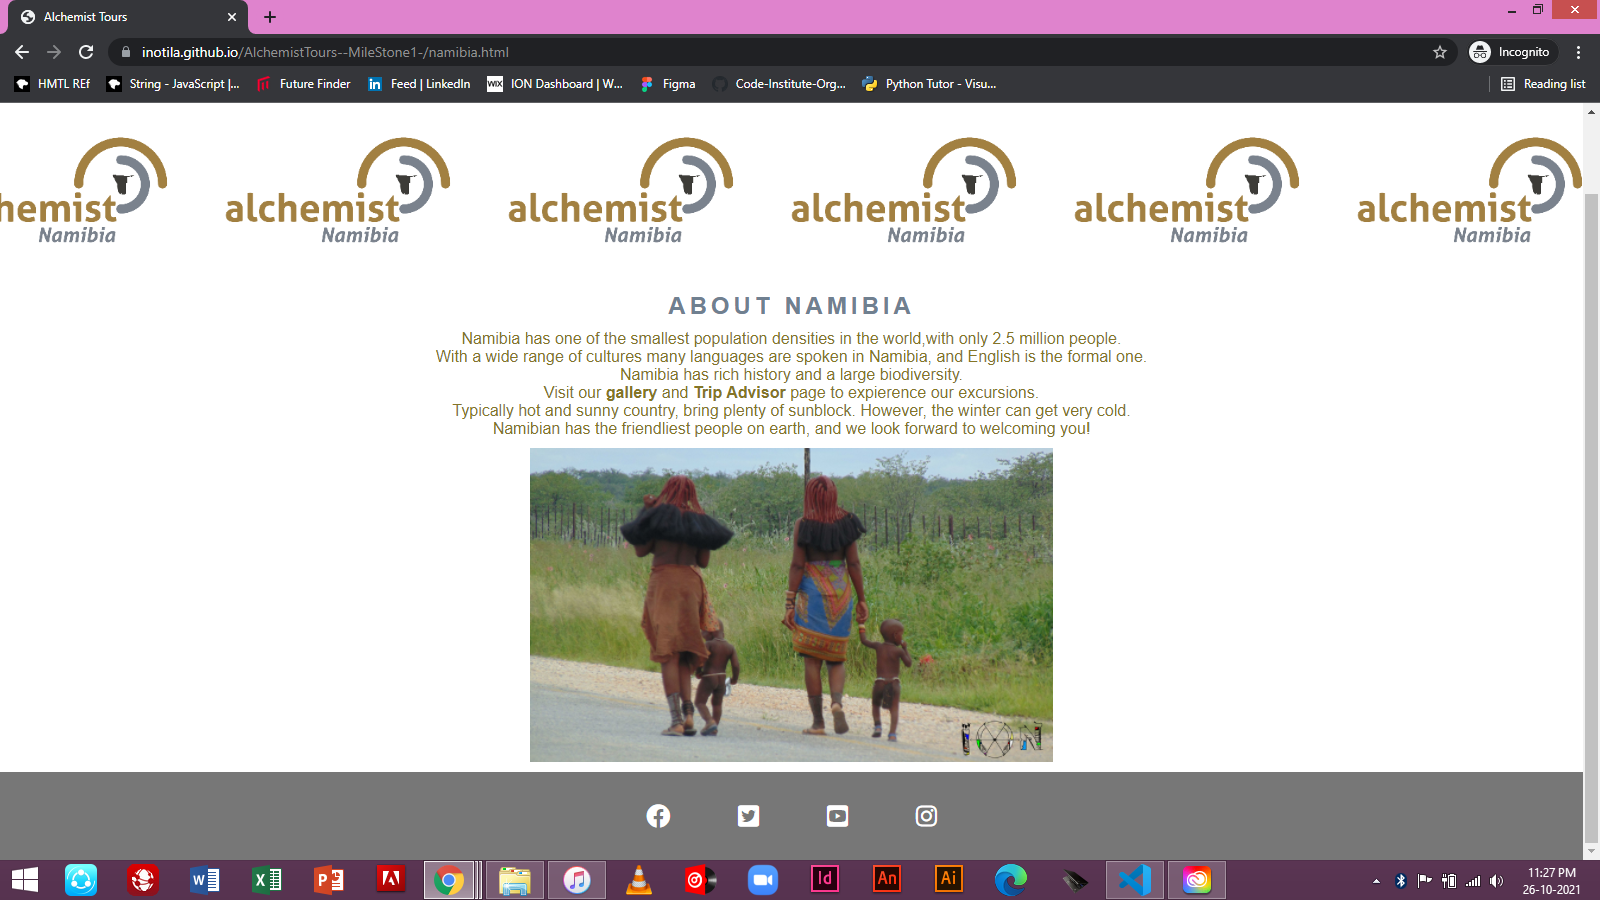 Alchemist Tours
inotila.github.io/AlchemistTours--MileStone1-/namibia.html
Incognito
HMTL REf
String - JavaScript |...
Future Finder
Feed | LinkedIn
WIX
ION Dashboard | W...
Figma
Code-Institute-Org...
Python Tutor - Visu...
Reading list
hemist
Namibia
alchemist
Namibia
alchemist
Namibia
alchemist
Namibia
alchemist
Namibia
alchemist
Namibia
ABOUT NAMIBIA
Namibia has one of the smallest population densities in the world,with only 2.5 million people.
With a wide range of cultures many languages are spoken in Namibia, and English is the formal one.
Namibia has rich history and a large biodiversity.
Visit our gallery and Trip Advisor page to expierence our excursions.
Typically hot and sunny country, bring plenty of sunblock. However, the winter can get very cold.
Namibian has the friendliest people on earth, and we look forward to welcoming you!
ION
Id
An
Ai
11:27 PM
26-10-2021